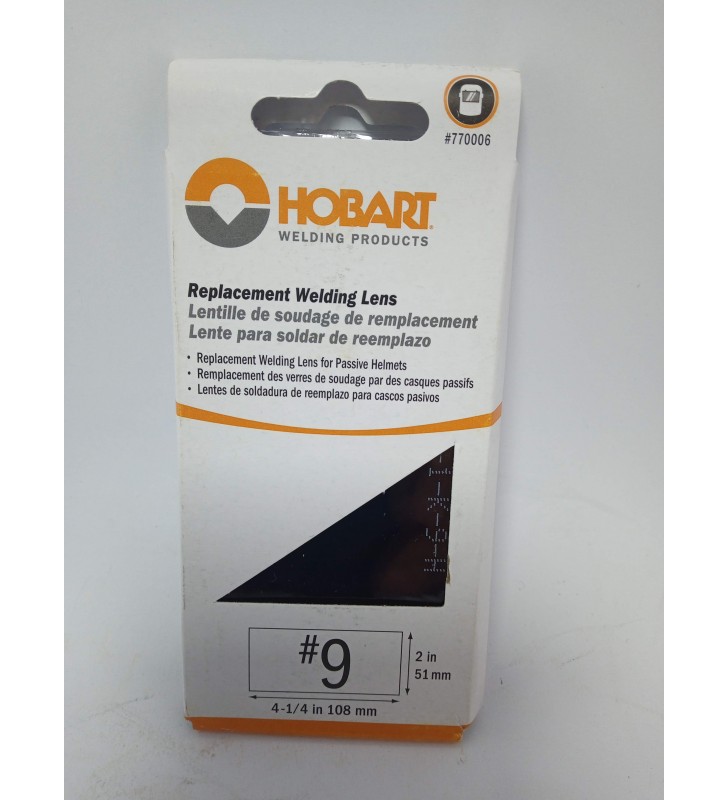 #770006
HOBART
WELDING PRODUCTS
Replacement Welding Lens
Lentille de soudage de remplacement
Lente para soldar de reemplazo
• Replacement Welding Lens for Passive Helmets
• Remplacement des verres de soudage par des casques passifs
• Lentes de soldadura de reemplazo para cascos pasivos
#9
2 in
51 mm
4-1/4 in 108 mm